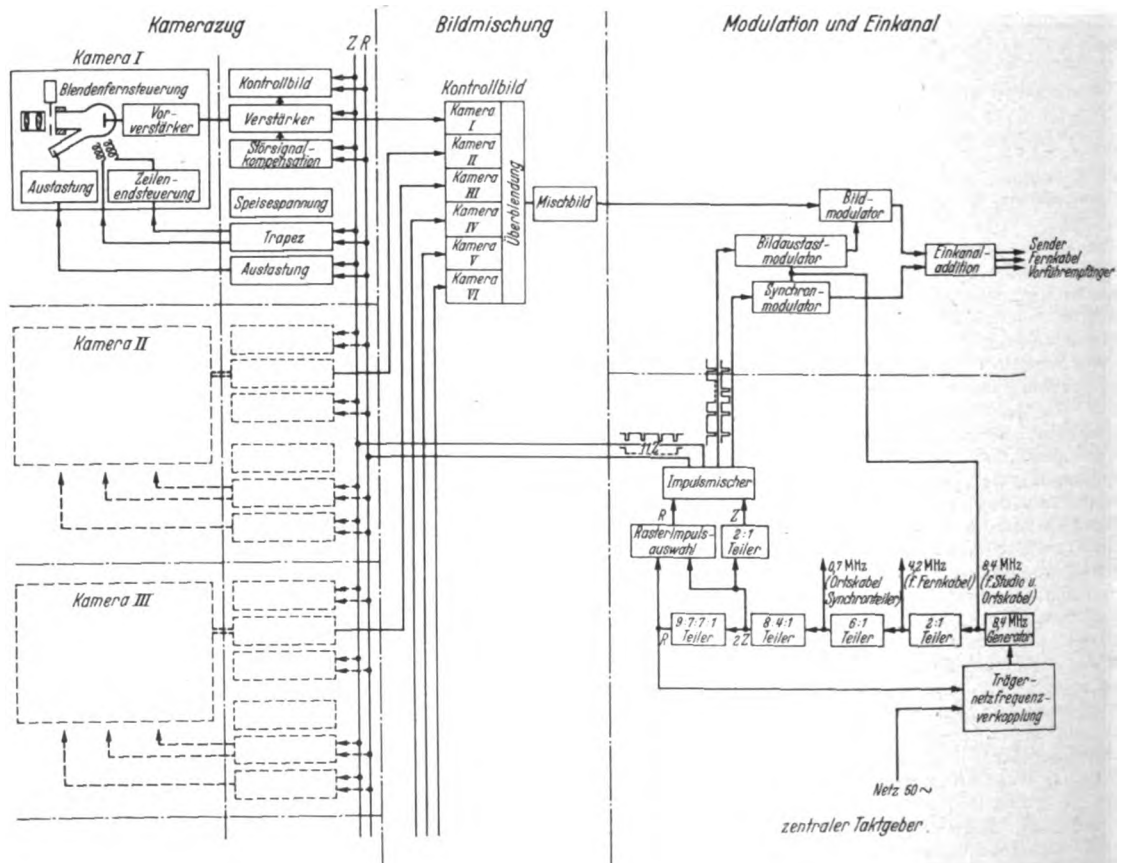 Kamerazug
Bildmischung
Modulation und Einkanal
Z R
Kamera I
Blendenfernsteuerung
Vor-
verstärker
Austastung
Zeilen-
endsteuerung
Kontrollbild
Verstärker
Störsignal-
kompensation
Speisespannung
Trapez
Austastung
Kamera II
Kamera III
Kontrollbild
Kamera
I
Kamera
II
Kamera
III
Kamera
IV
Kamera
V
Kamera
VI
Überblendung
Mischbild
Bild-
modulator
Bildaustast-
modulator
Synchron-
modulator
Einkanal-
addition
Sender
Fernkabel
Vorführempfänger
Impulsmischer
R
Z
Rasterimpuls-
auswahl
2:1
Teiler
0,7 MHz
(Ortskabel
Synchronteiler)
4,2 MHz
(f. Fernkabel)
8,4 MHz
(f. Studio u.
Ortskabel)
R
9:7:7:1
Teiler
2Z
8:4:1
Teiler
6:1
Teiler
2:1
Teiler
8,4 MHz
Generator
Träger-
netzfrequenz-
verkopplung
Netz 50~
zentraler Taktgeber